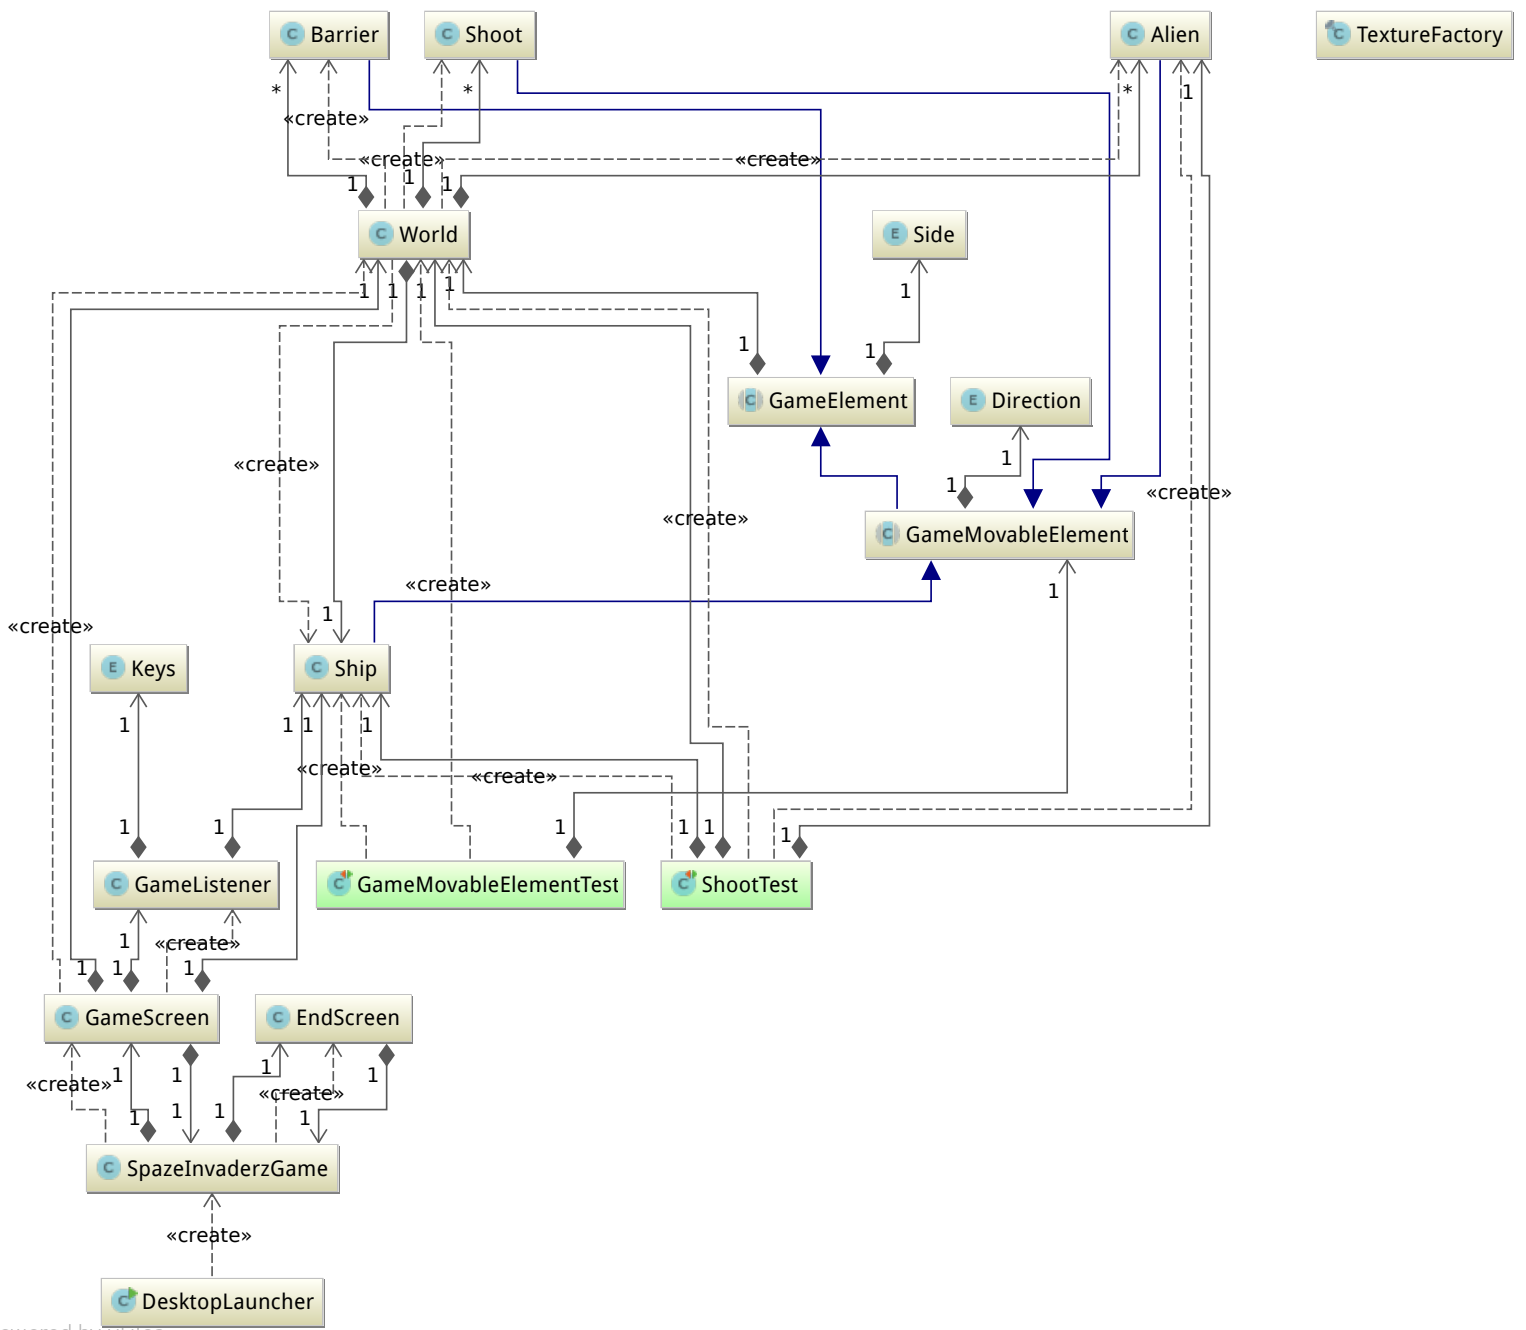 Barrier
Shoot
Alien
TextureFactory
*
*
*
1
«create»
«create»
«create»
1
1
1
World
Side
1
1
1
1
1
1
1
GameElement
Direction
«create»
1
1
«create»
«create»
GameMovableElement
«create»
1
1
«create»
Keys
Ship
1
1
1
1
«create»
«create»
1
1
1
1
1
1
GameListener
GameMovableElementTest
ShootTest
1
«create»
1
1
1
GameScreen
EndScreen
«create»
1
1
1
1
«create»
1
1
1
1
SpazeInvaderzGame
«create»
DesktopLauncher